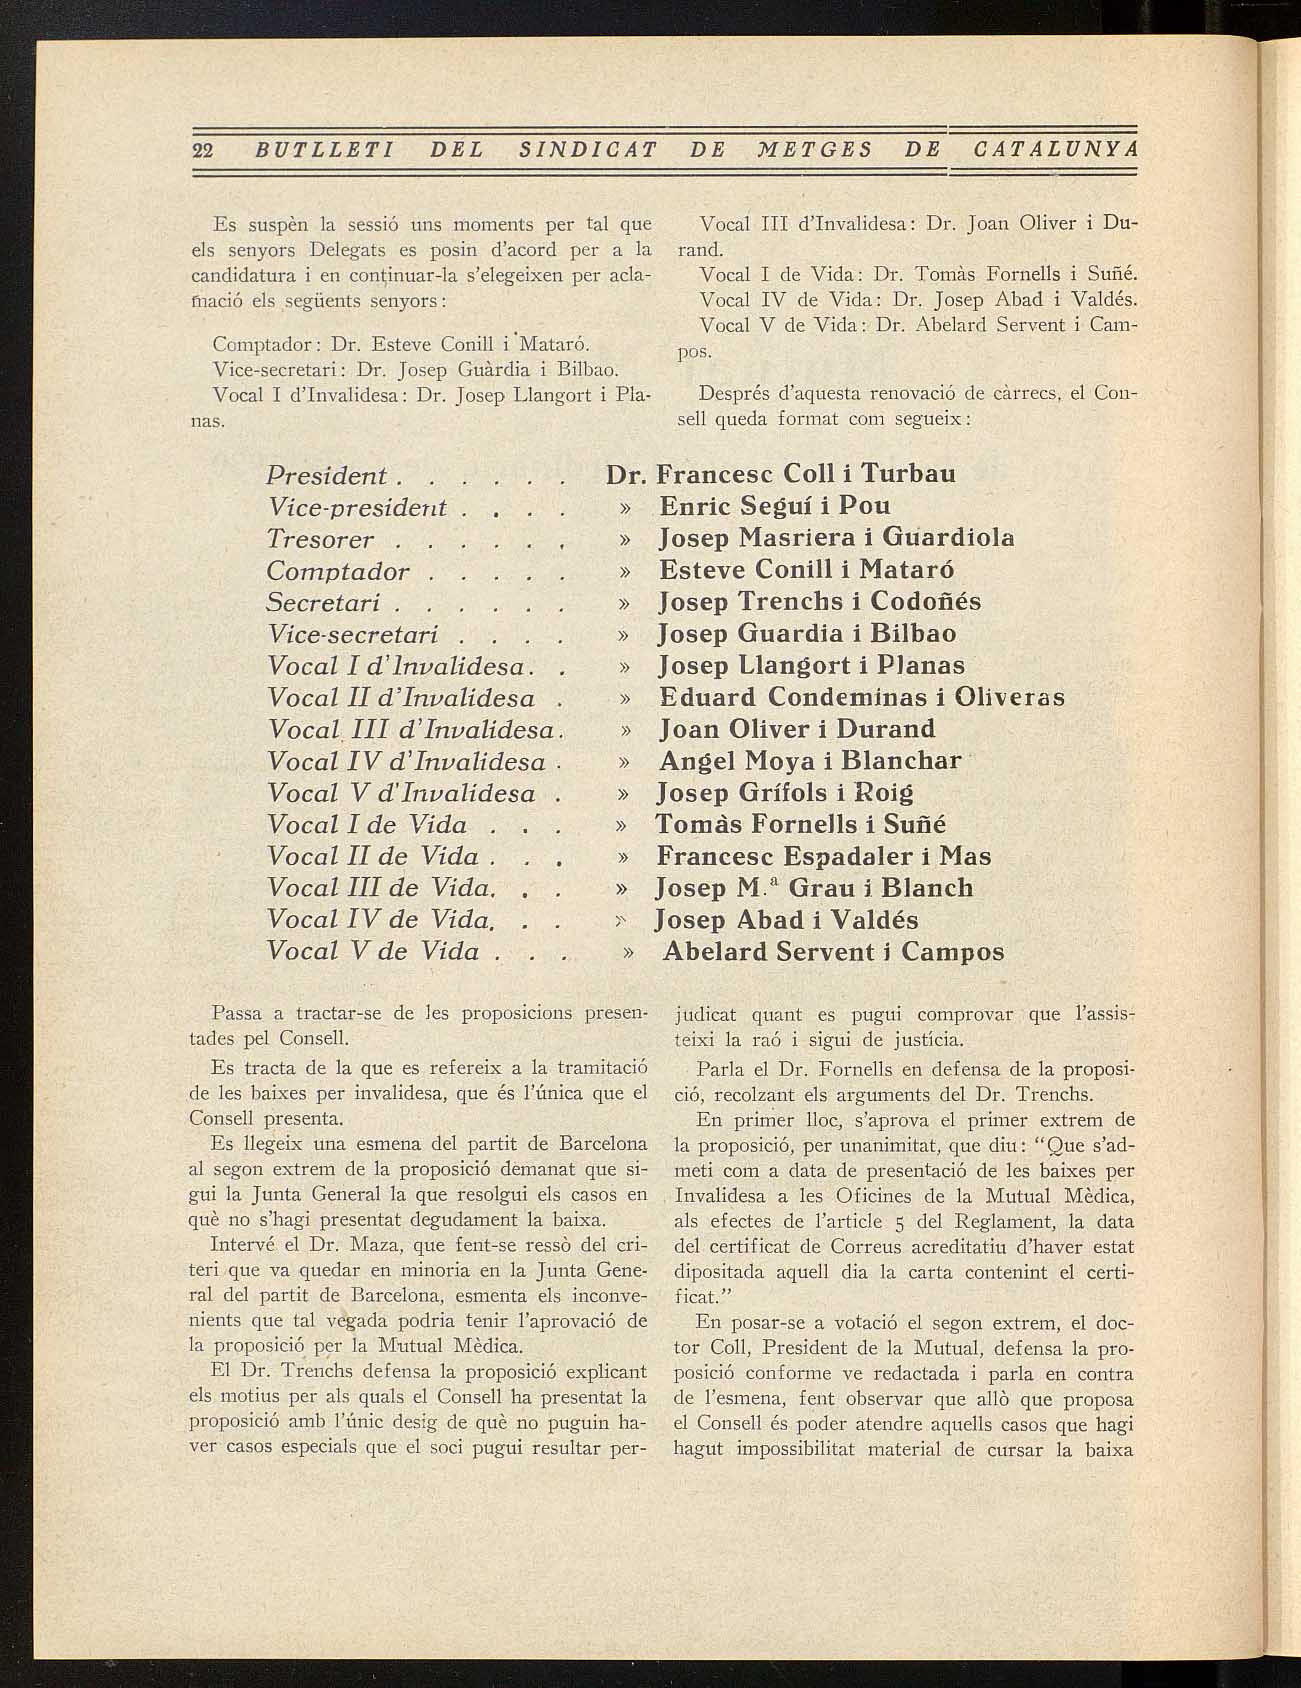 22 BUTLLETI DEL SINDICAT DE METGES DE CATALUNYA
Es suspèn la sessió uns moments per tal que
els senyors Delegats es posin d'acord per a la
candidatura i en continuar-la s'elegeixen per acla-
mació els següents senyors:
Comptador: Dr. Esteve Conill i Mataró.
Vice-secretari: Dr. Josep Guàrdia i Bilbao.
Vocal I d'Invalidesa: Dr. Josep Llangort i Pla-
nas.
Vocal III d'Invalidesa: Dr. Joan Oliver i Du-
rand.
Vocal I de Vida: Dr. Tomàs Fornells i Suñé.
Vocal IV de Vida: Dr. Josep Abad i Valdés.
Vocal V de Vida: Dr. Abelard Servent i Cam-
pos.
Després d'aquesta renovació de càrrecs, el Con-
sell queda format com segueix:
President . . . . . . Dr. Francesc Coll i Turbau
Vice-president . . . . » Enric Seguí i Pou
Tresorer . . . . . . » Josep Masriera i Guardiola
Comptador . . . . . » Esteve Conill i Mataró
Secretari . . . . . . » Josep Trenchs i Codoñés
Vice-secretari . . . . » Josep Guardia i Bilbao
Vocal I d'Invalidesa . . » Josep Llangort i Planas
Vocal II d'Invalidesa . » Eduard Condeminas i Oliveras
Vocal III d'Invalidesa . » Joan Oliver i Durand
Vocal IV d'Invalidesa . » Angel Moya i Blanchar
Vocal V d'Invalidesa . » Josep Grífols i Roig
Vocal I de Vida . . . » Tomàs Fornells i Suñé
Vocal II de Vida . . . » Francesc Espadaler i Mas
Vocal III de Vida . . . » Josep M.ª Grau i Blanch
Vocal IV de Vida . . . » Josep Abad i Valdés
Vocal V de Vida . . . » Abelard Servent i Campos
Passa a tractar-se de les proposicions presen-
tades pel Consell.
Es tracta de la que es refereix a la tramitació
de les baixes per invalidesa, que és l'única que el
Consell presenta.
Es llegeix una esmena del partit de Barcelona
al segon extrem de la proposició demanat que si-
gui la Junta General la que resolgui els casos en
què no s'hagi presentat degudament la baixa.
Intervé el Dr. Maza, que fent-se ressò del cri-
teri que va quedar en minoria en la Junta Gene-
ral del partit de Barcelona, esmenta els inconve-
nients que tal vegada podria tenir l'aprovació de
la proposició per la Mutual Mèdica.
El Dr. Trenchs defensa la proposició explicant
els motius per als quals el Consell ha presentat la
proposició amb l'únic desig de què no puguin ha-
ver casos especials que el soci pugui resultar per-
judicat quant es pugui comprovar que l'assis-
teixi la raó i sigui de justícia.
Parla el Dr. Fornells en defensa de la proposi-
ció, recolzant els arguments del Dr. Trenchs.
En primer lloc, s'aprova el primer extrem de
la proposició, per unanimitat, que diu: "Que s'ad-
meti com a data de presentació de les baixes per
Invalidesa a les Oficines de la Mutual Mèdica,
als efectes de l'article 5 del Reglament, la data
del certificat de Correus acreditatiu d'haver estat
dipositada aquell dia la carta contenint el certi-
ficat."
En posar-se a votació el segon extrem, el doc-
tor Coll, President de la Mutual, defensa la pro-
posició conforme ve redactada i parla en contra
de l'esmena, fent observar que allò que proposa
el Consell és poder atendre aquells casos que hagi
hagut impossibilitat material de cursar la baixa